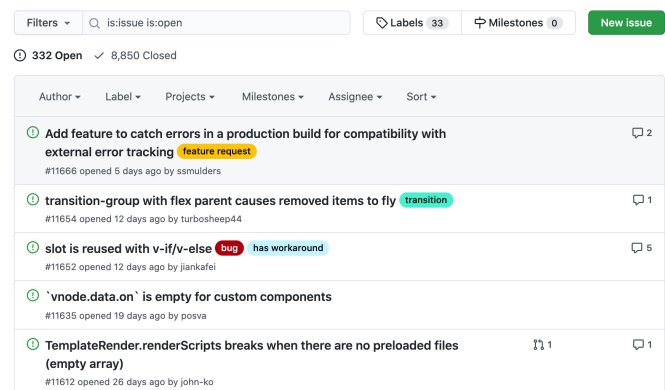 Filters is:issue is:open Labels 33 Milestones 0 New issue
332 Open 8,850 Closed
Author Label Projects Milestones Assignee Sort
Add feature to catch errors in a production build for compatibility with 2
external error tracking feature request
#11666 opened 5 days ago by ssmulders
transition-group with flex parent causes removed items to fly transition 1
#11654 opened 12 days ago by turbosheep44
slot is reused with v-if/v-else bug has workaround 5
#11652 opened 12 days ago by jiankafei
`vnode.data.on` is empty for custom components
#11635 opened 19 days ago by posva
TemplateRender.renderScripts breaks when there are no preloaded files 1 1
(empty array)
#11612 opened 26 days ago by john-ko